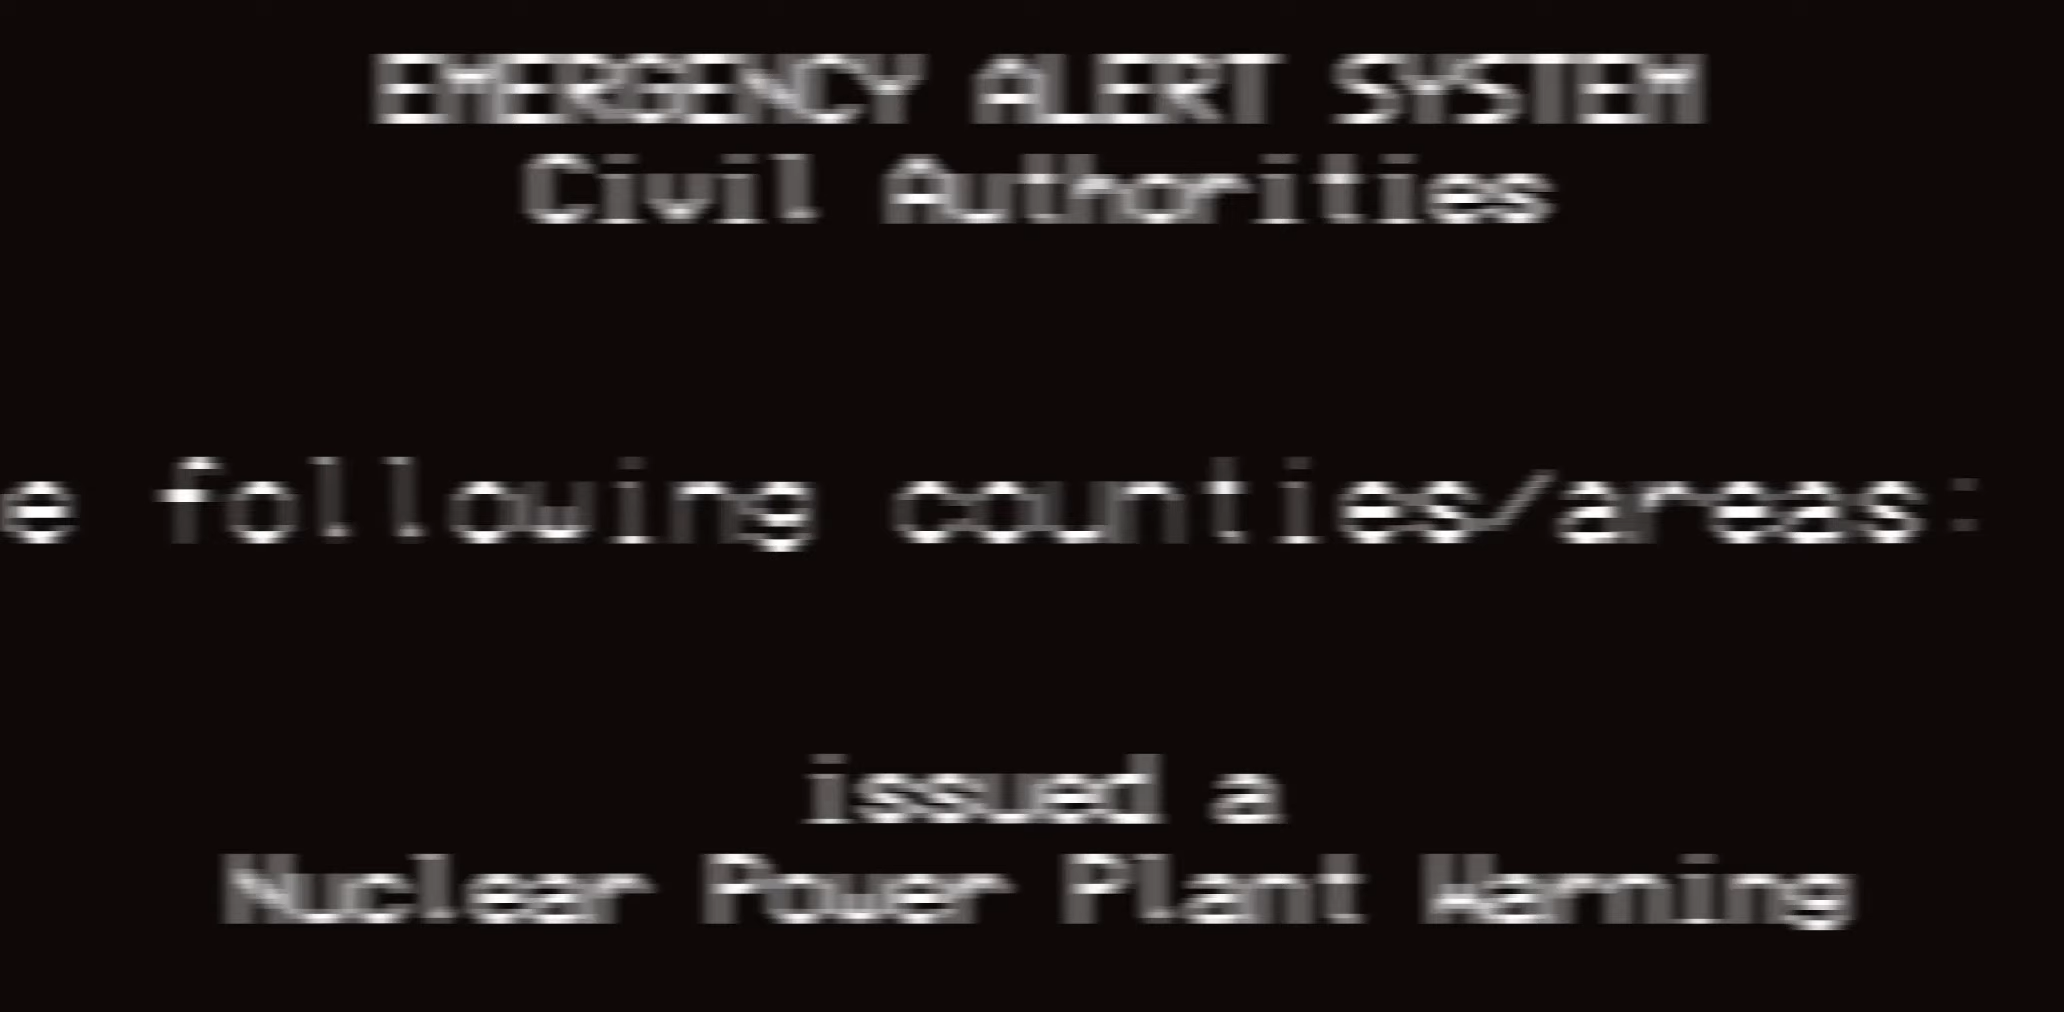 EMERGENCY ALERT SYSTEM
Civil Authorities
e following counties/areas:
issued a
Nuclear Power Plant Warning